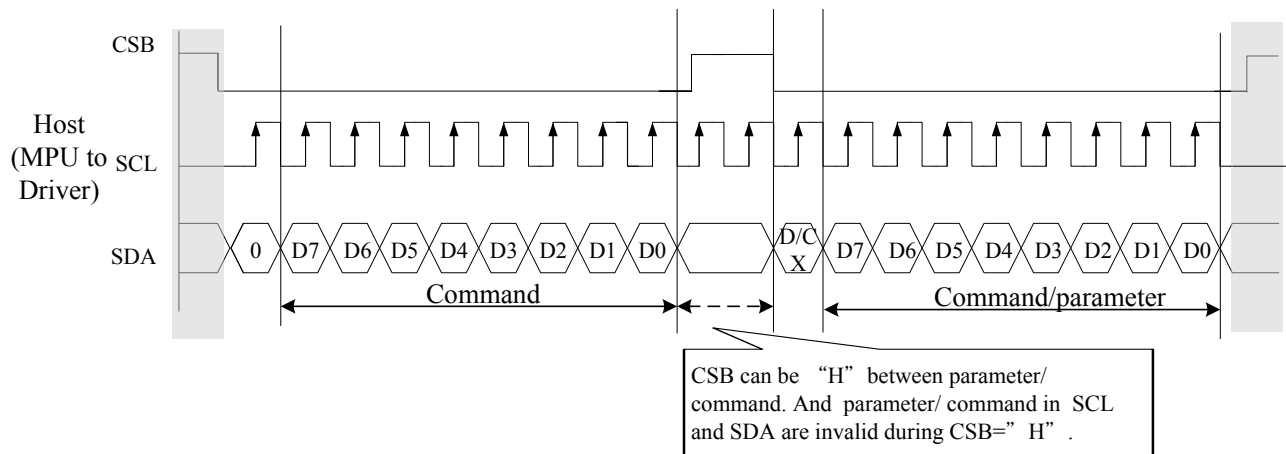 CSB
Host
(MPU to
Driver)
SCL
SDA
0 D7 D6 D5 D4 D3 D2 D1 D0 D/C D7 D6 D5 D4 D3 D2 D1 D0
X
Command
Command/parameter
CSB can be “H” between parameter/
command. And parameter/ command in SCL
and SDA are invalid during CSB=”H”.